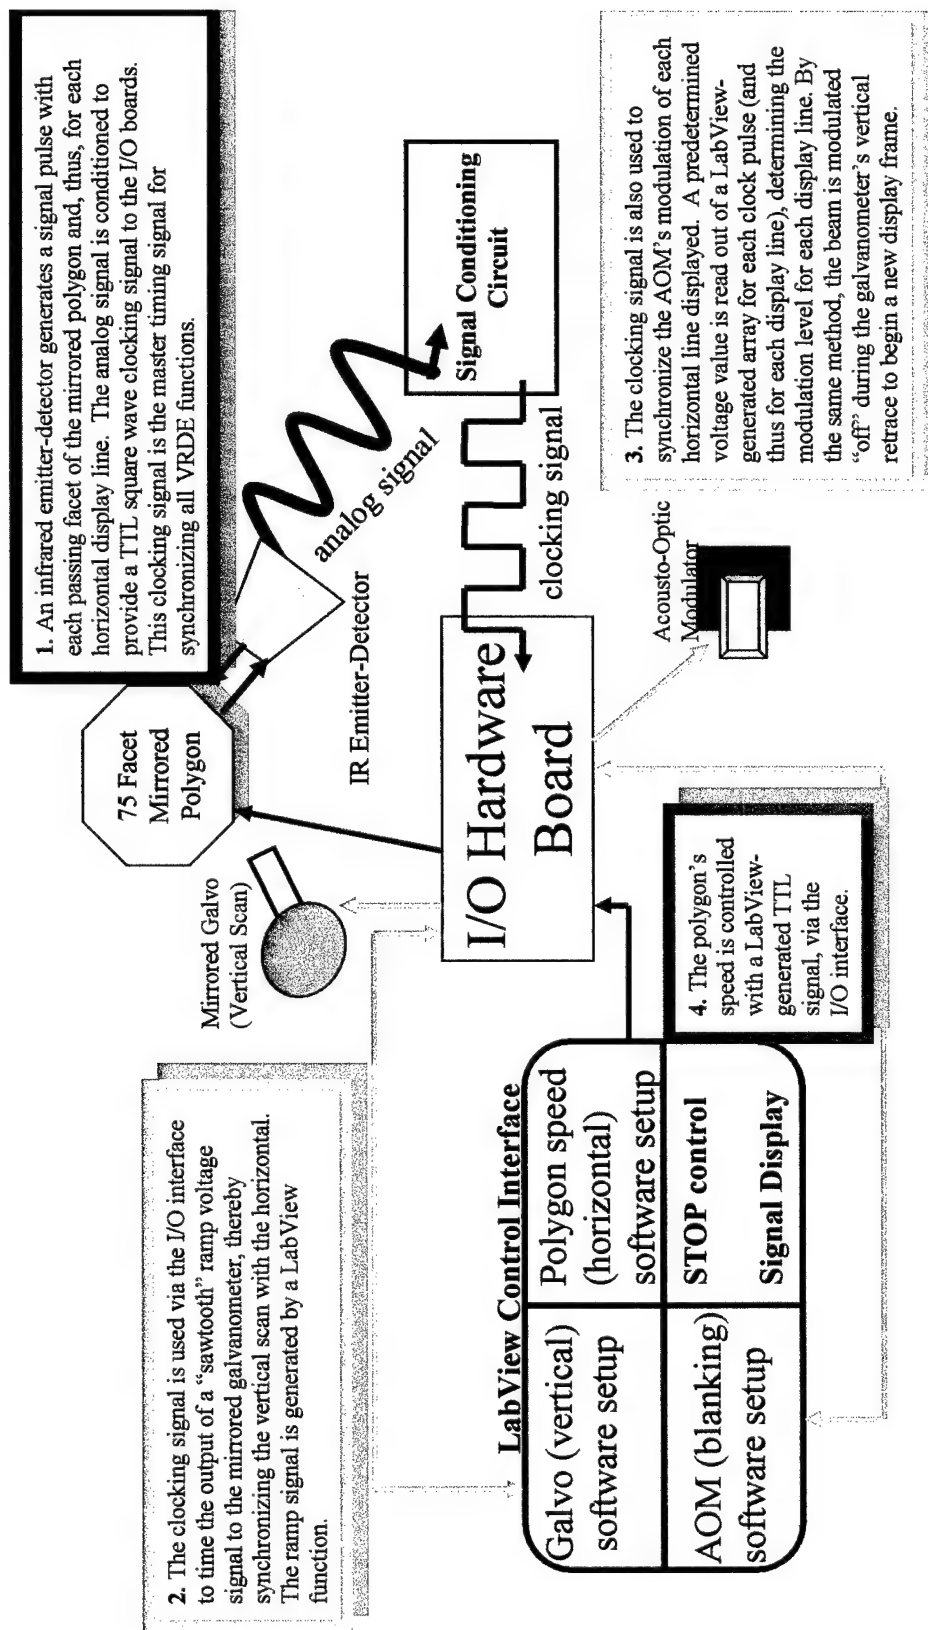 1. An infrared emitter-detector generates a signal pulse with
each passing facet of the mirrored polygon and, thus, for each
horizontal display line. The analog signal is conditioned to
provide a TTL square wave clocking signal to the I/O boards.
This clocking signal is the master timing signal for
synchronizing all VRDE functions.
75 Facet
Mirrored
Polygon
IR Emitter-Detector
analog signal
Signal Conditioning
Circuit
clocking signal
Mirrored Galvo
(Vertical Scan)
I/O Hardware
Board
2. The clocking signal is used via the I/O interface
to time the output of a “sawtooth” ramp voltage
signal to the mirrored galvanometer, thereby
synchronizing the vertical scan with the horizontal.
The ramp signal is generated by a LabView
function.
Acousto-Optic
Modulator
3. The clocking signal is also used to
synchronize the AOM’s modulation of each
horizontal line displayed. A predetermined
voltage value is read out of a LabView-
generated array for each clock pulse (and
thus for each display line), determining the
modulation level for each display line. By
the same method, the beam is modulated
“off” during the galvanometer’s vertical
retrace to begin a new display frame.
LabView Control Interface
Galvo (vertical)
software setup
Polygon speed
(horizontal)
software setup
AOM (blanking)
software setup
STOP control
Signal Display
4. The polygon’s
speed is controlled
with a LabView-
generated TTL
signal, via the
I/O interface.